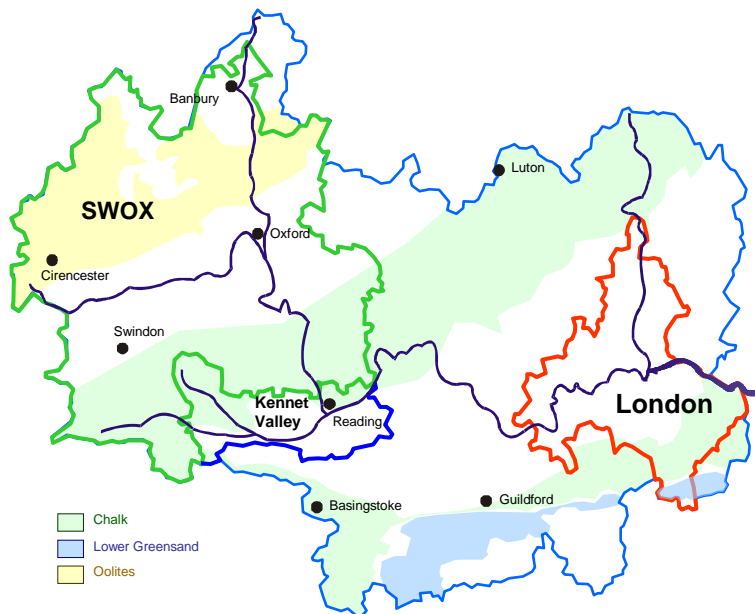 Banbury
Luton
SWOX
Oxford
Cirencester
Swindon
Kennet
Valley
Reading
London
Basingstoke
Guildford
Chalk
Lower Greensand
Oolites